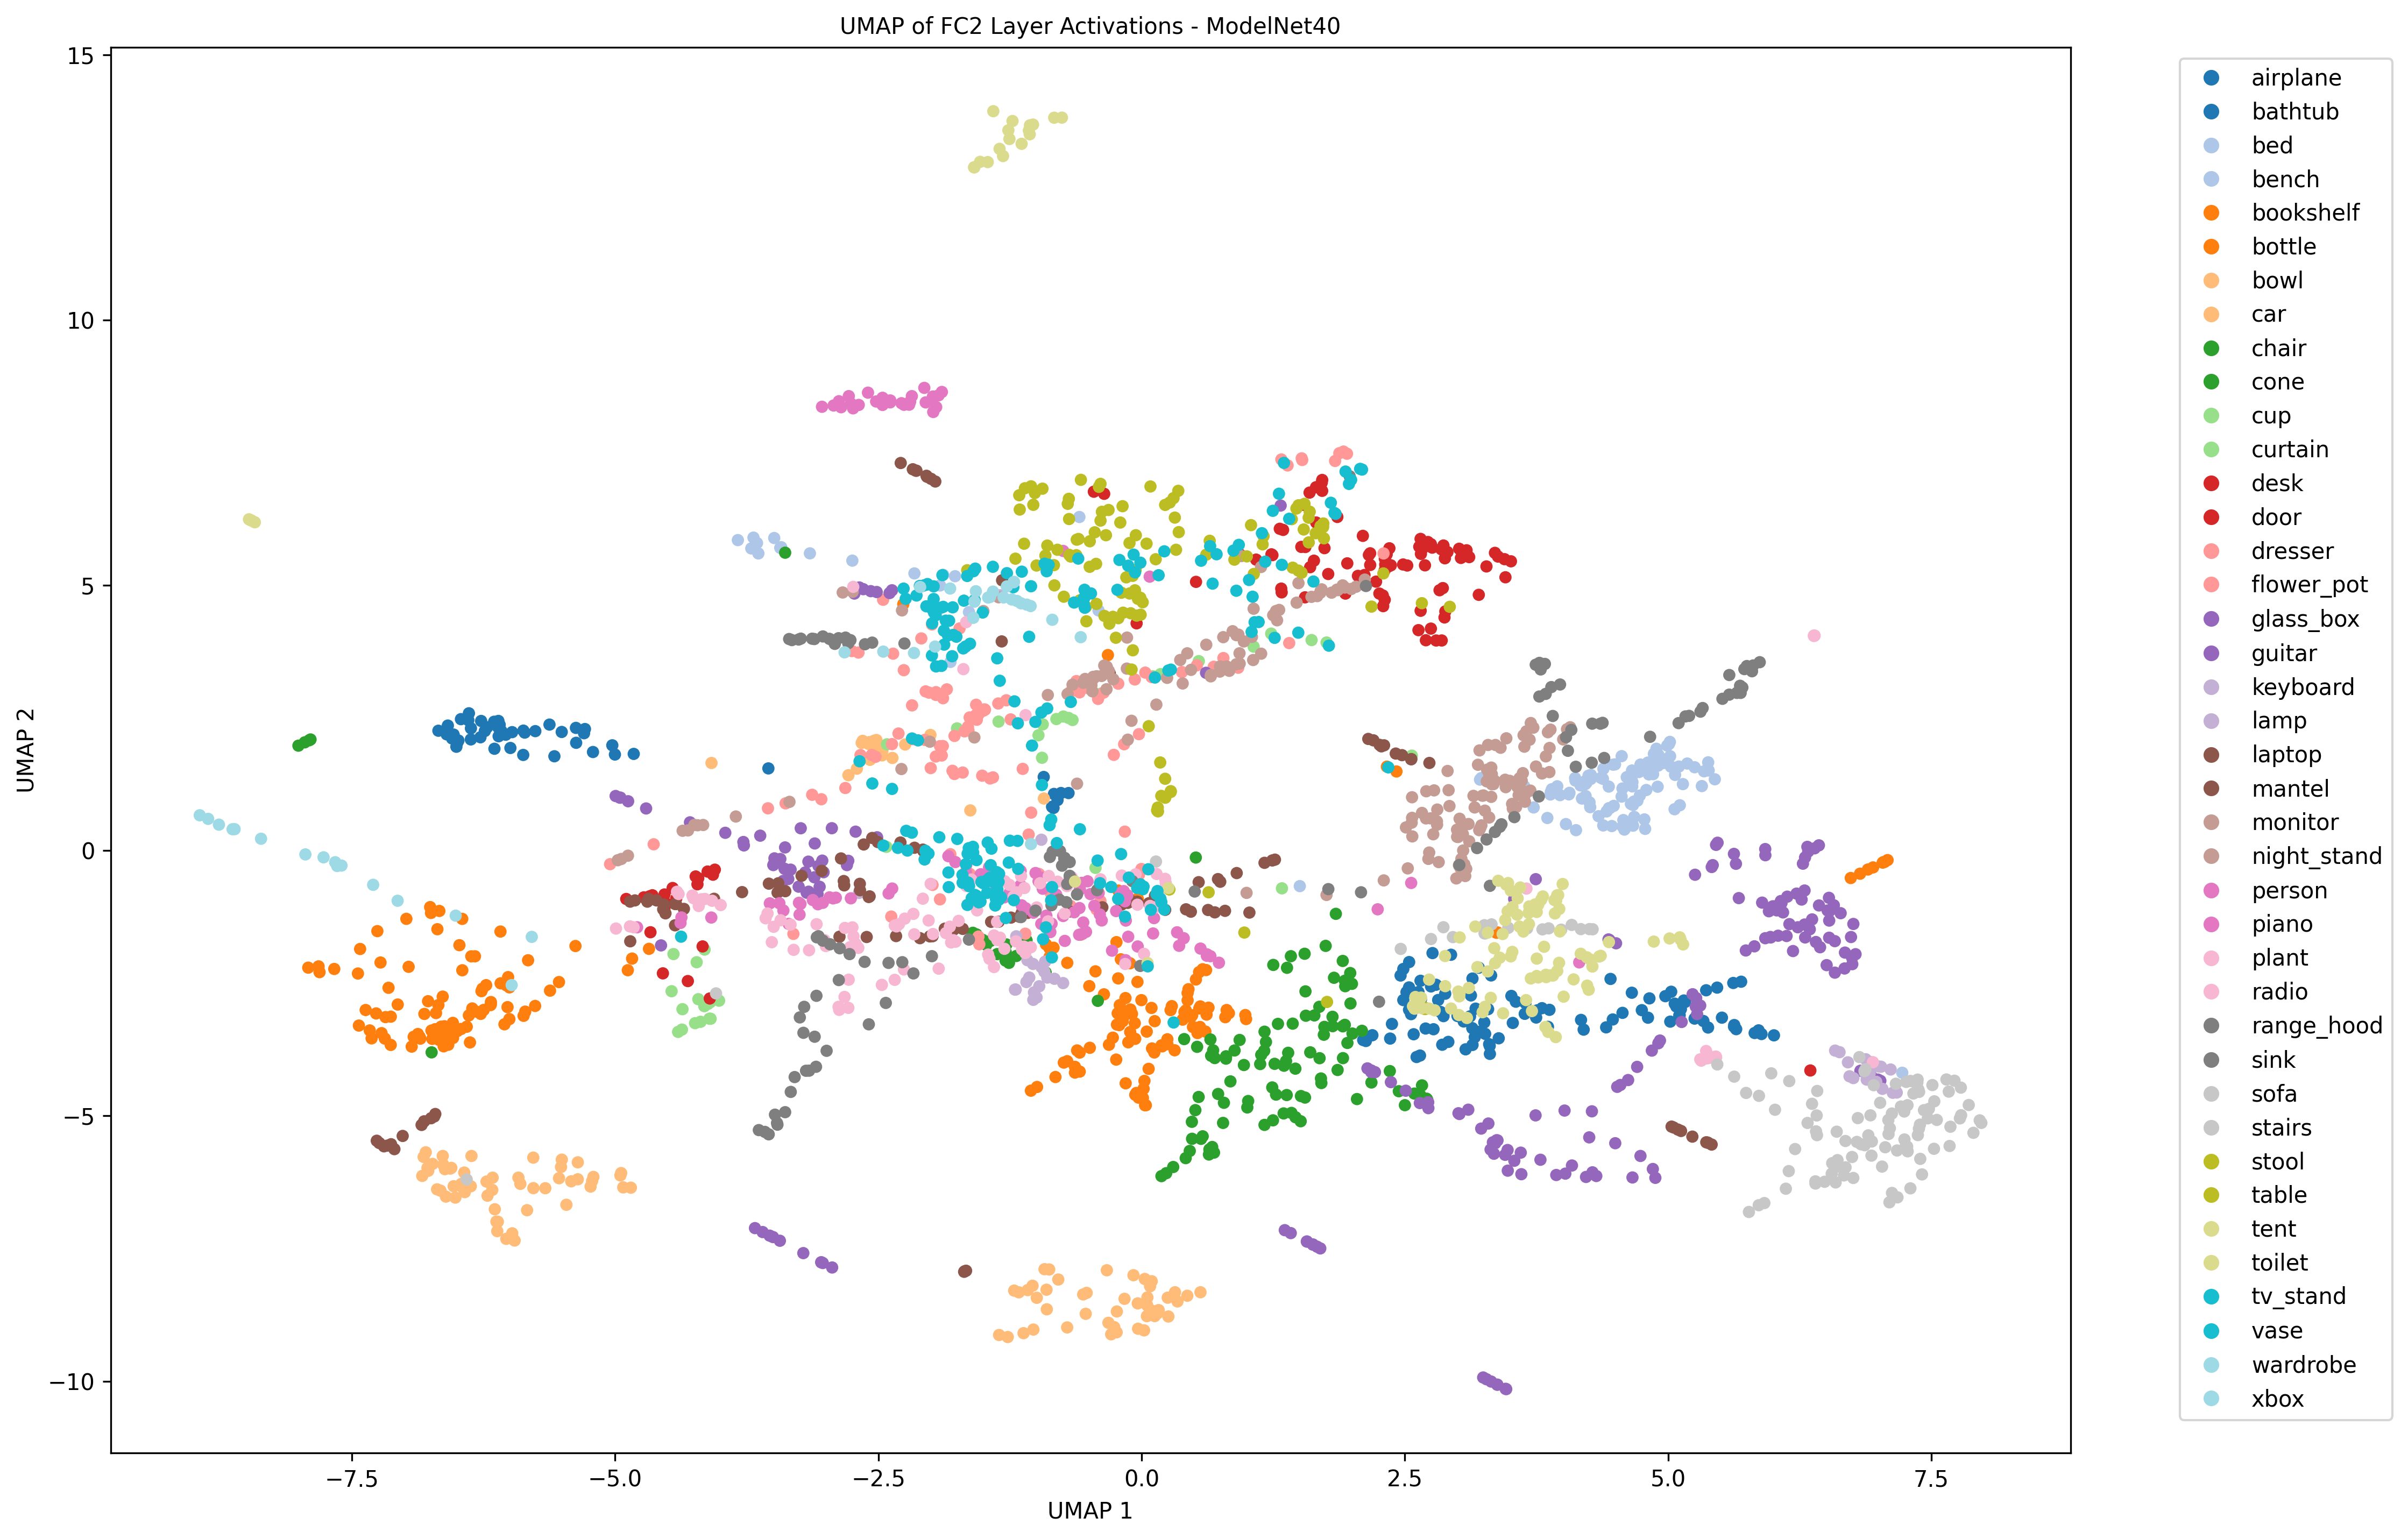 UMAP of FC2 Layer Activations - ModelNet40
15
10
5
0
−5
−10
UMAP 2
−7.5
−5.0
−2.5
0.0
2.5
5.0
7.5
UMAP 1
airplane
bathtub
bed
bench
bookshelf
bottle
bowl
car
chair
cone
cup
curtain
desk
door
dresser
flower_pot
glass_box
guitar
keyboard
lamp
laptop
mantel
monitor
night_stand
person
piano
plant
radio
range_hood
sink
sofa
stairs
stool
table
tent
toilet
tv_stand
vase
wardrobe
xbox